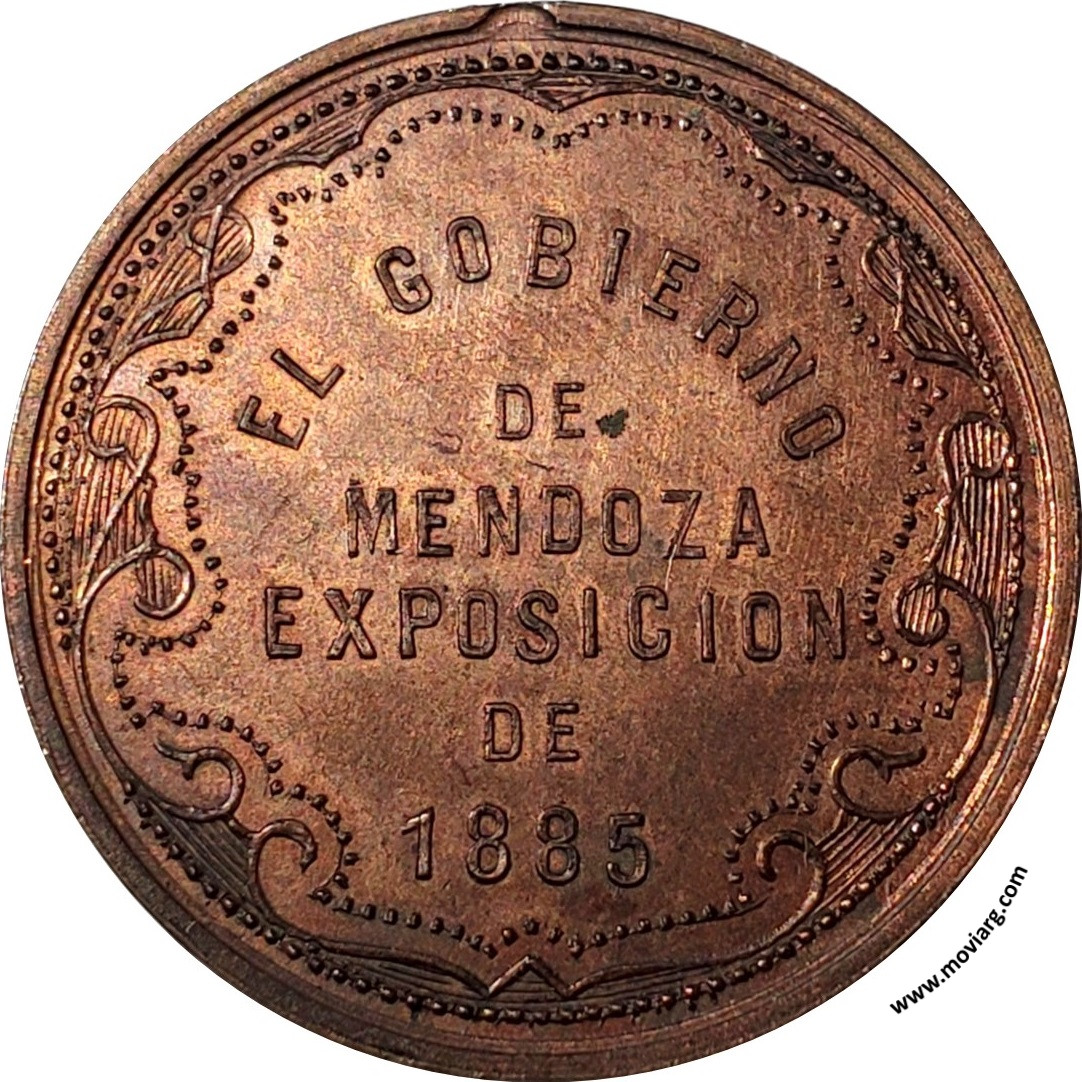 EL GOBIERNO
DE
MENDOZA
EXPOSICION
DE
1885
www.moviarg.com